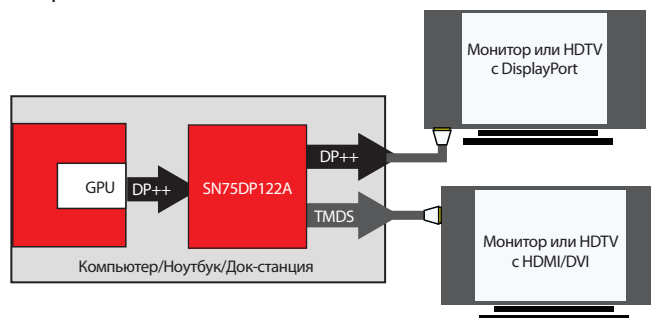 Монитор или HDTV
с DisplayPort
DP++
GPU
DP++
SN75DP122A
TMDS
Монитор или HDTV
с HDMI/DVI
Компьютер/Ноутбук/Док-станция